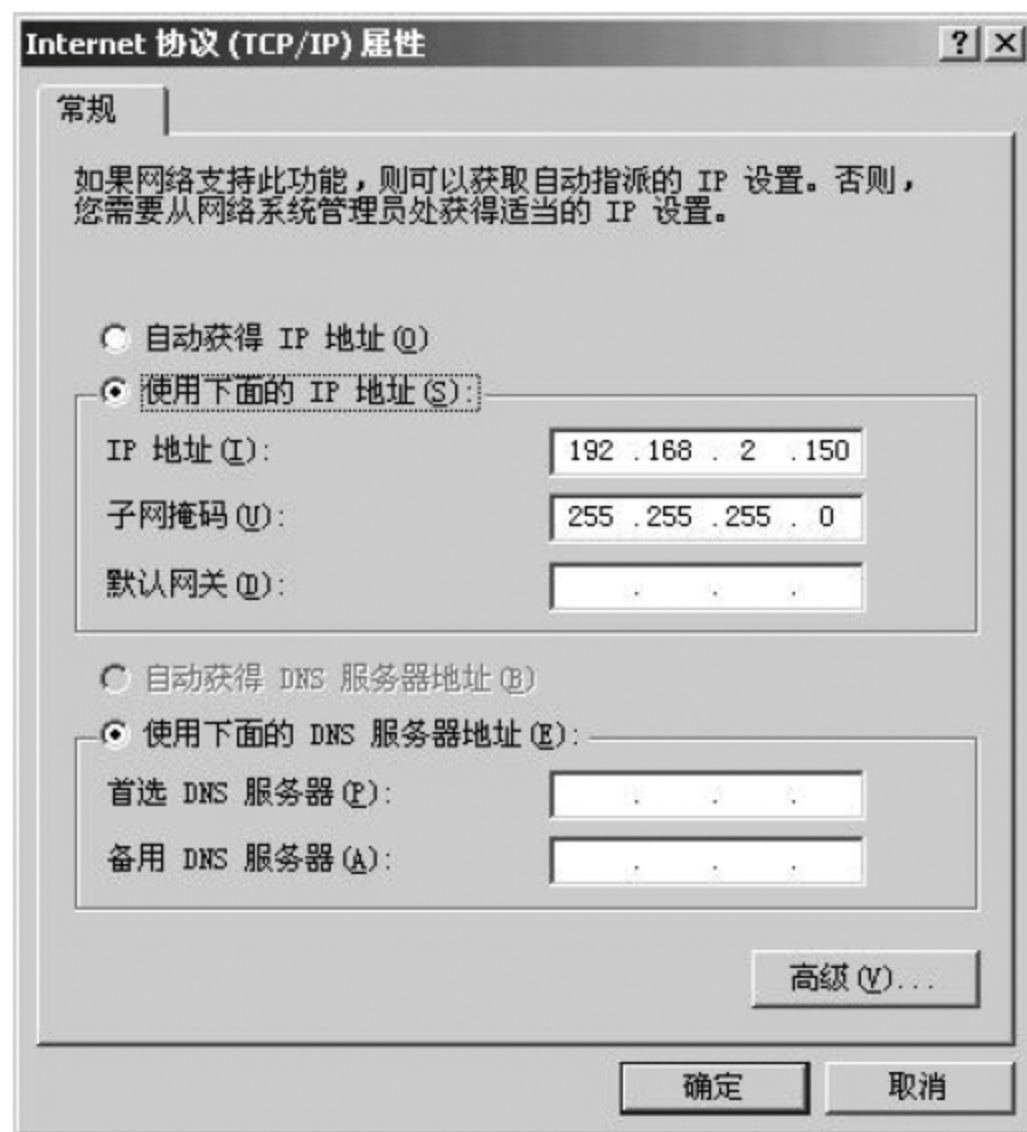 Internet 协议 (TCP/IP) 属性
常规
如果网络支持此功能，则可以获取自动指派的 IP 设置。否则，
您需要从网络系统管理员处获得适当的 IP 设置。
自动获得 IP 地址(O)
使用下面的 IP 地址(S):
IP 地址(I): 192 .168 . 2 .150
子网掩码(U): 255 .255 .255 . 0
默认网关(D): . . .
自动获得 DNS 服务器地址(B)
使用下面的 DNS 服务器地址(E):
首选 DNS 服务器(P): . . .
备用 DNS 服务器(A): . . .
高级(V)...
确定 取消